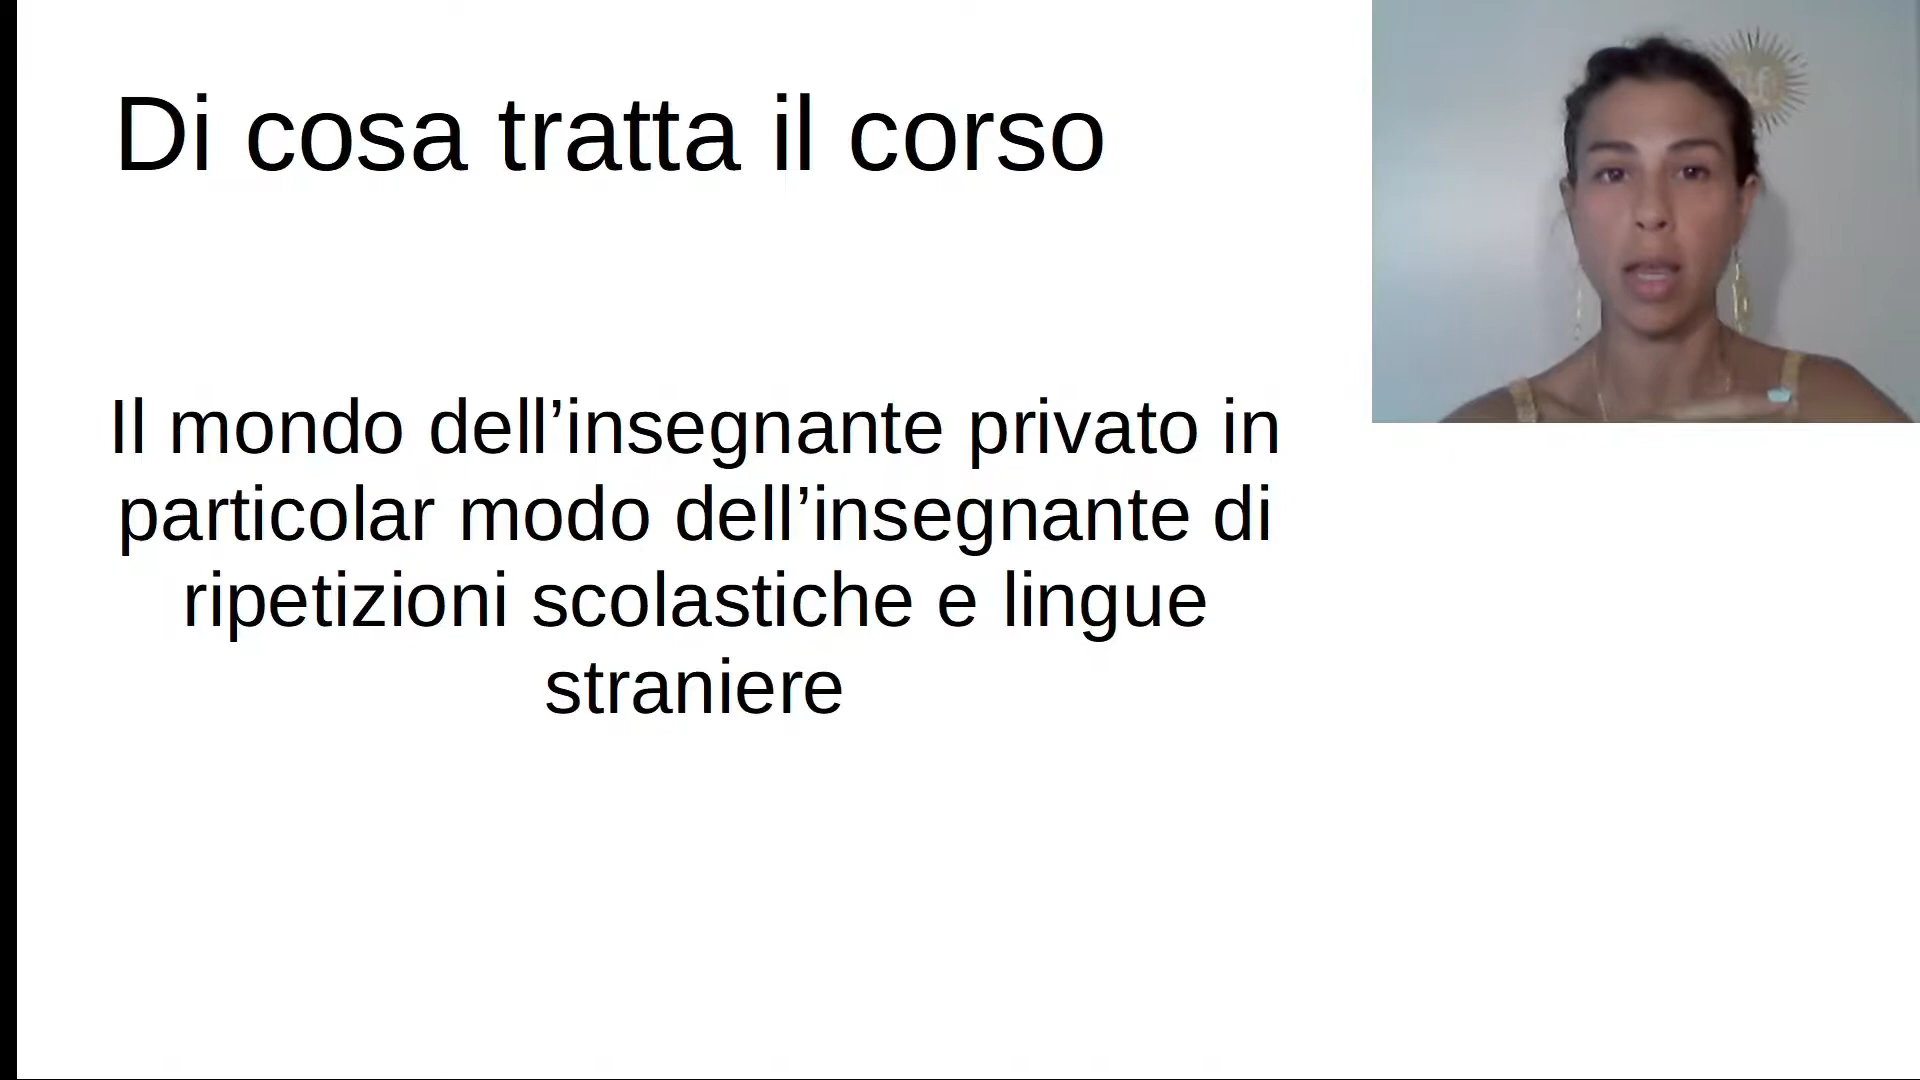 Di cosa tratta il corso
Il mondo dell’insegnante privato in
particolar modo dell’insegnante di
ripetizioni scolastiche e lingue
straniere